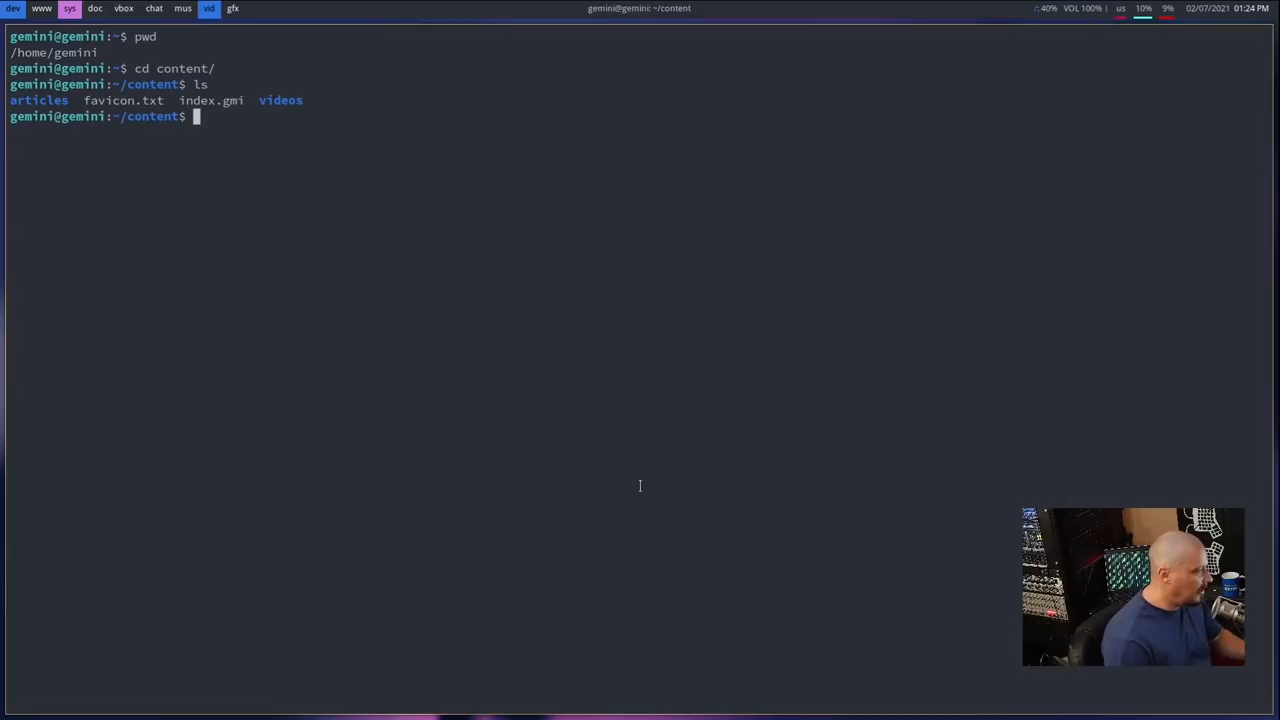 dev www sys doc vbox chat mus vid gfx gemini@gemini: ~/content /: 40% VOL 100% | us 10% 9% 02/07/2021 01:24 PM
gemini@gemini:~$ pwd
/home/gemini
gemini@gemini:~$ cd content/
gemini@gemini:~/content$ ls
articles favicon.txt index.gmi videos
gemini@gemini:~/content$